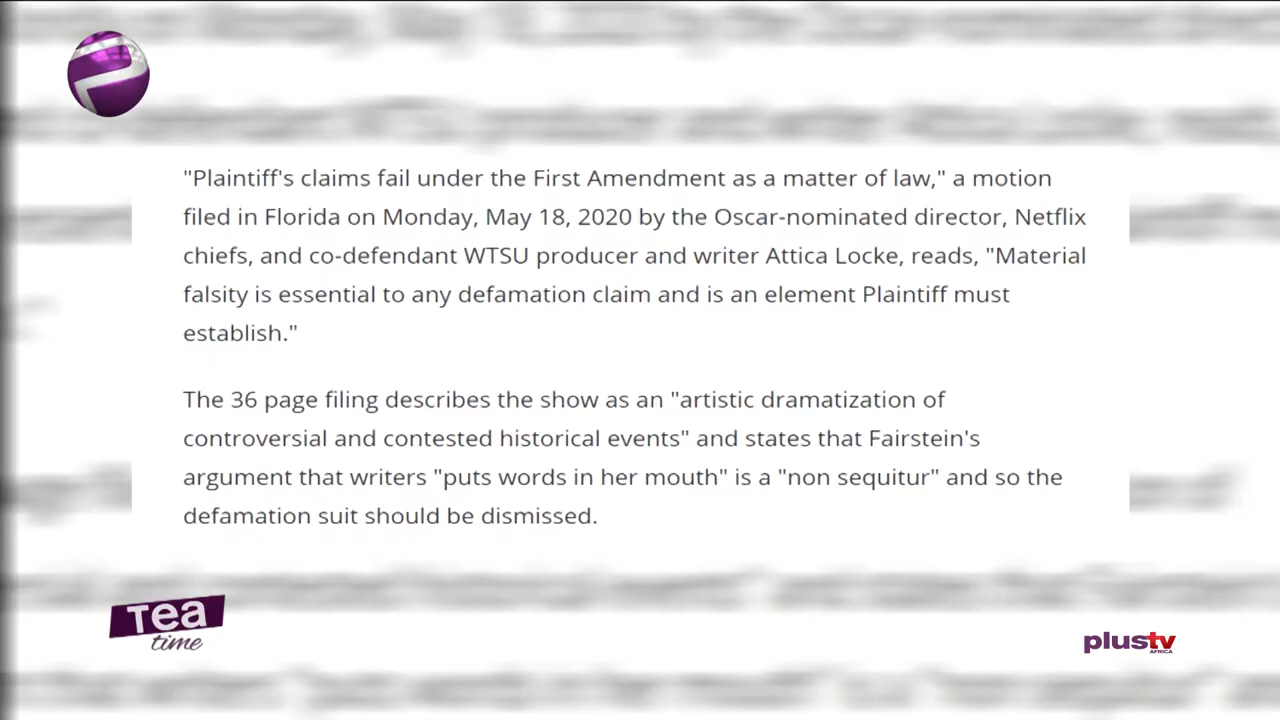 "Plaintiff's claims fail under the First Amendment as a matter of law," a motion
filed in Florida on Monday, May 18, 2020 by the Oscar-nominated director, Netflix
chiefs, and co-defendant WTSU producer and writer Attica Locke, reads, "Material
falsity is essential to any defamation claim and is an element Plaintiff must
establish."
The 36 page filing describes the show as an "artistic dramatization of
controversial and contested historical events" and states that Fairstein's
argument that writers "puts words in her mouth" is a "non sequitur" and so the
defamation suit should be dismissed.
Tea
time
plustv
AFRICA